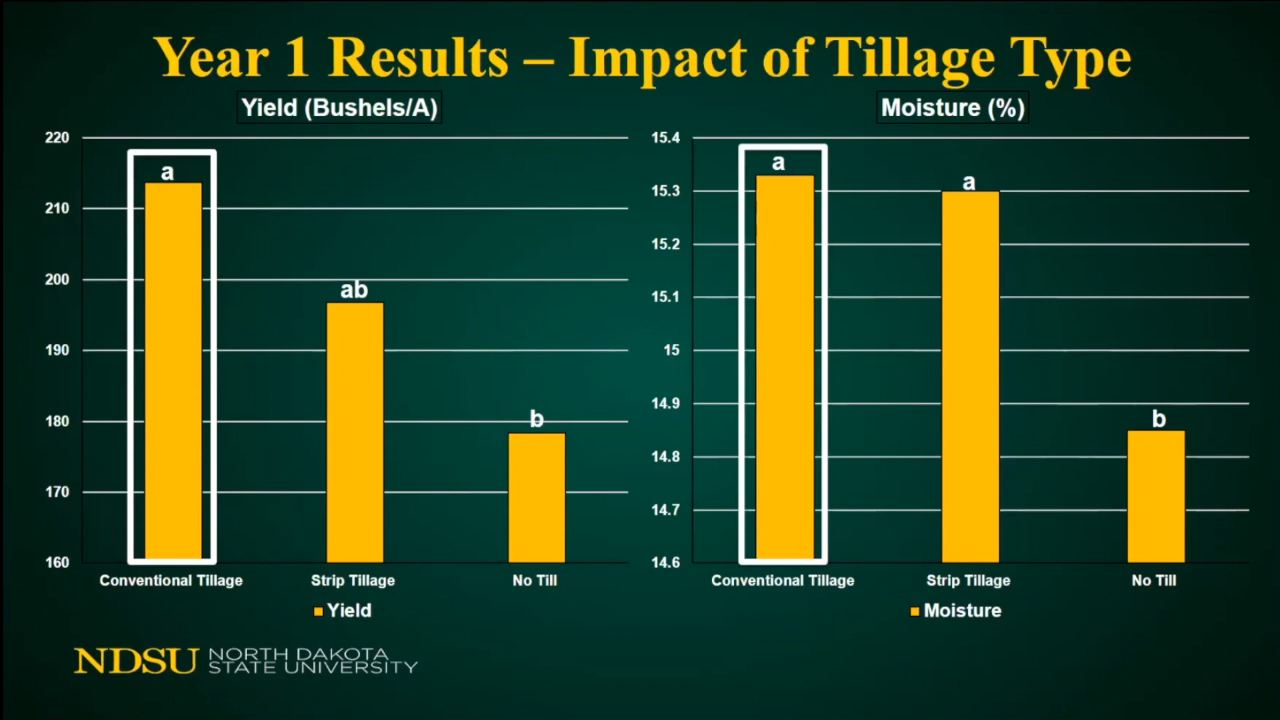 Year 1 Results – Impact of Tillage Type
Yield (Bushels/A)
220
210
200
190
180
170
160
a
ab
b
Conventional Tillage
Strip Tillage
No Till
Yield
Moisture (%)
15.4
15.3
15.2
15.1
15
14.9
14.8
14.7
14.6
a
a
b
Conventional Tillage
Strip Tillage
No Till
Moisture
NDSU
NORTH DAKOTA
STATE UNIVERSITY